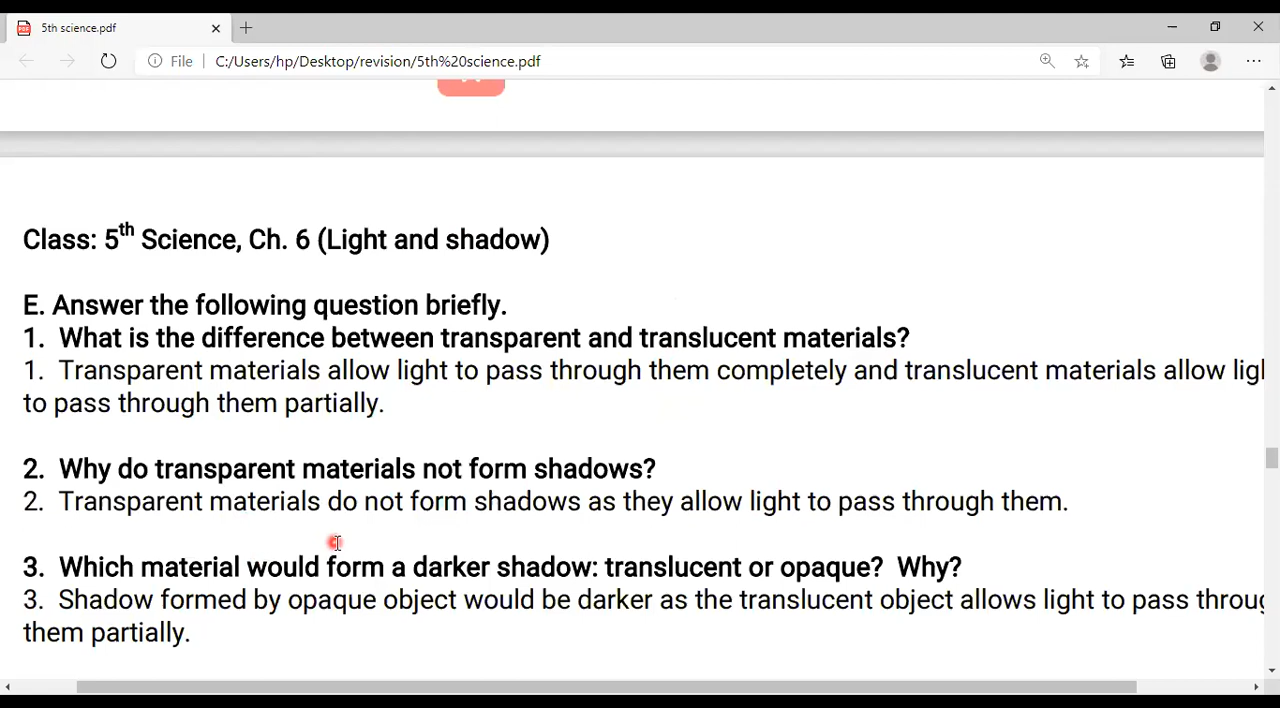 5th science.pdf
File
C:/Users/hp/Desktop/revision/5th%20science.pdf
Class: 5th Science, Ch. 6 (Light and shadow)
E. Answer the following question briefly.
1. What is the difference between transparent and translucent materials?
1. Transparent materials allow light to pass through them completely and translucent materials allow
to pass through them partially.
2. Why do transparent materials not form shadows?
2. Transparent materials do not form shadows as they allow light to pass through them.
3. Which material would form a darker shadow: translucent or opaque? Why?
3. Shadow formed by opaque object would be darker as the translucent object allows light to pass
them partially.